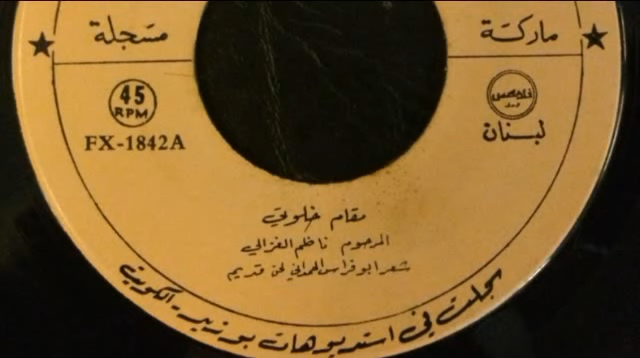 ماركة مسجلة
45
RPM
FX-1842A
لبنان
مقام خلوتي
المرحوم ناظم الغزالي
شعر ابو فراس الحمداني لحن قديم
سجلت في استديوهات بوزيد - الكويت